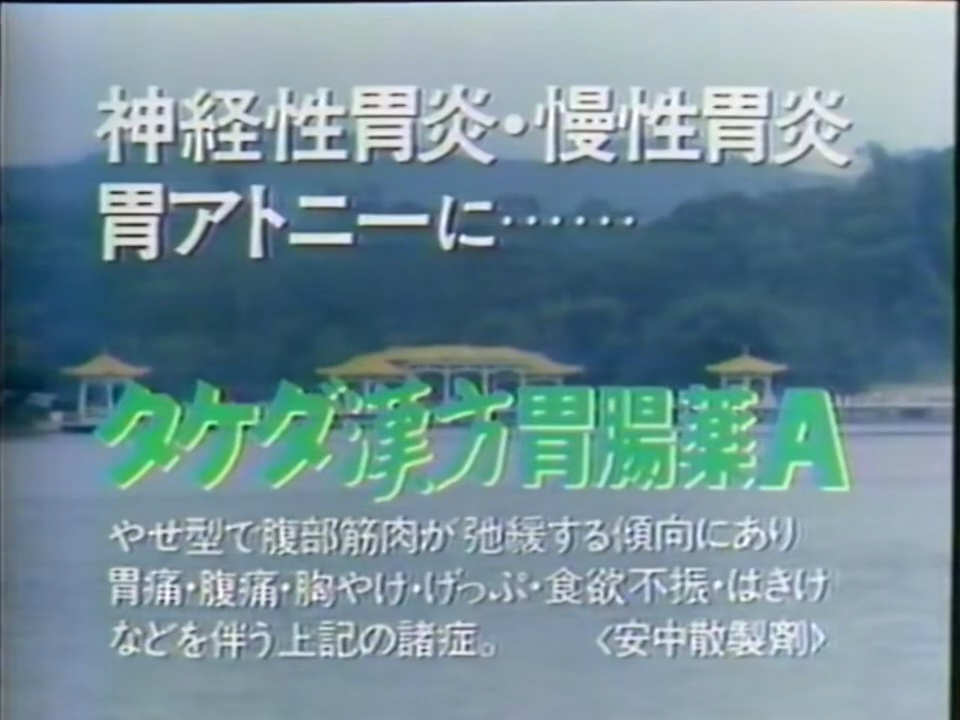 神経性胃炎・慢性胃炎
胃アトニーに……
タケダ漢方胃腸薬A
やせ型で腹部筋肉が弛緩する傾向にあり
胃痛・腹痛・胸やけ・げっぷ・食欲不振・はきけ
などを伴う上記の諸症。 〈安中散製剤〉